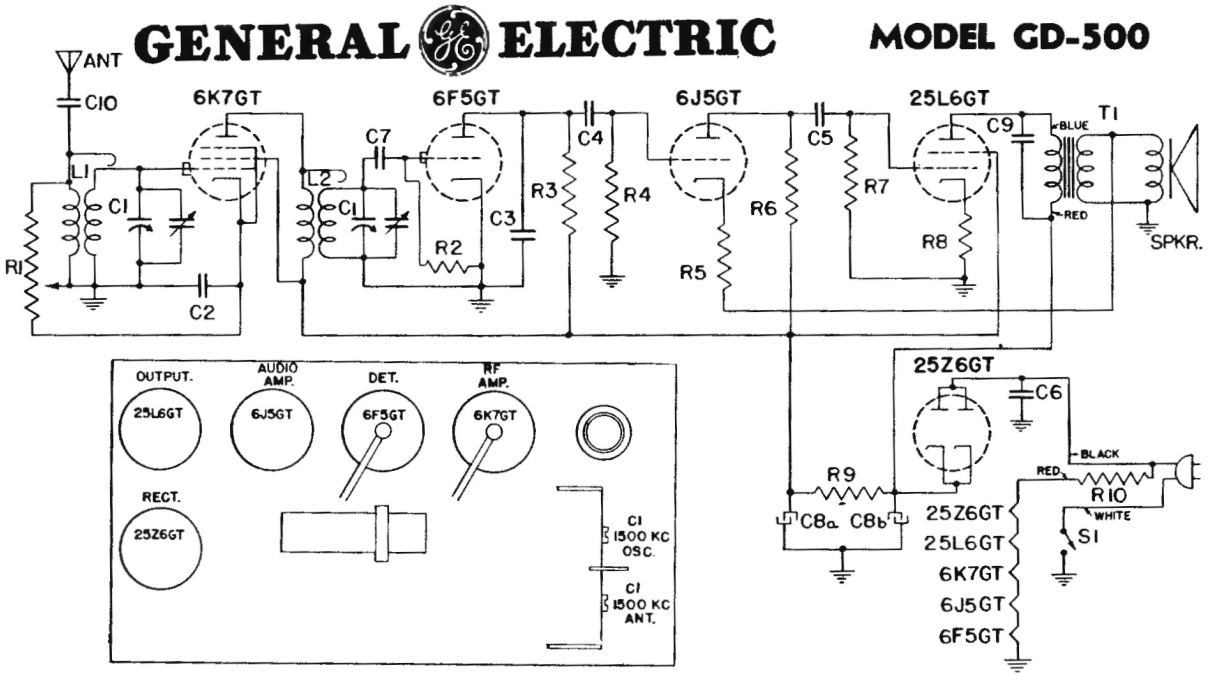 GENERAL GE ELECTRIC MODEL GD-500
ANT
C10
6K7GT
6F5GT
6J5GT
25L6GT
T1
C7
C4
C5
C9
BLUE
L1
L2
C1
C1
R3
R4
R6
R7
C3
R1
R2
R5
R8
RED
SPKR.
C2
25Z6GT
C6
BLACK
RED
R10
WHITE
R9
C8a
C8b
S1
25Z6GT
25L6GT
6K7GT
6J5GT
6F5GT
OUTPUT.
AUDIO
AMP.
DET.
RF
AMP.
25L6GT
6J5GT
6F5GT
6K7GT
RECT.
25Z6GT
C1
1500 KC
OSC.
C1
1500 KC
ANT.